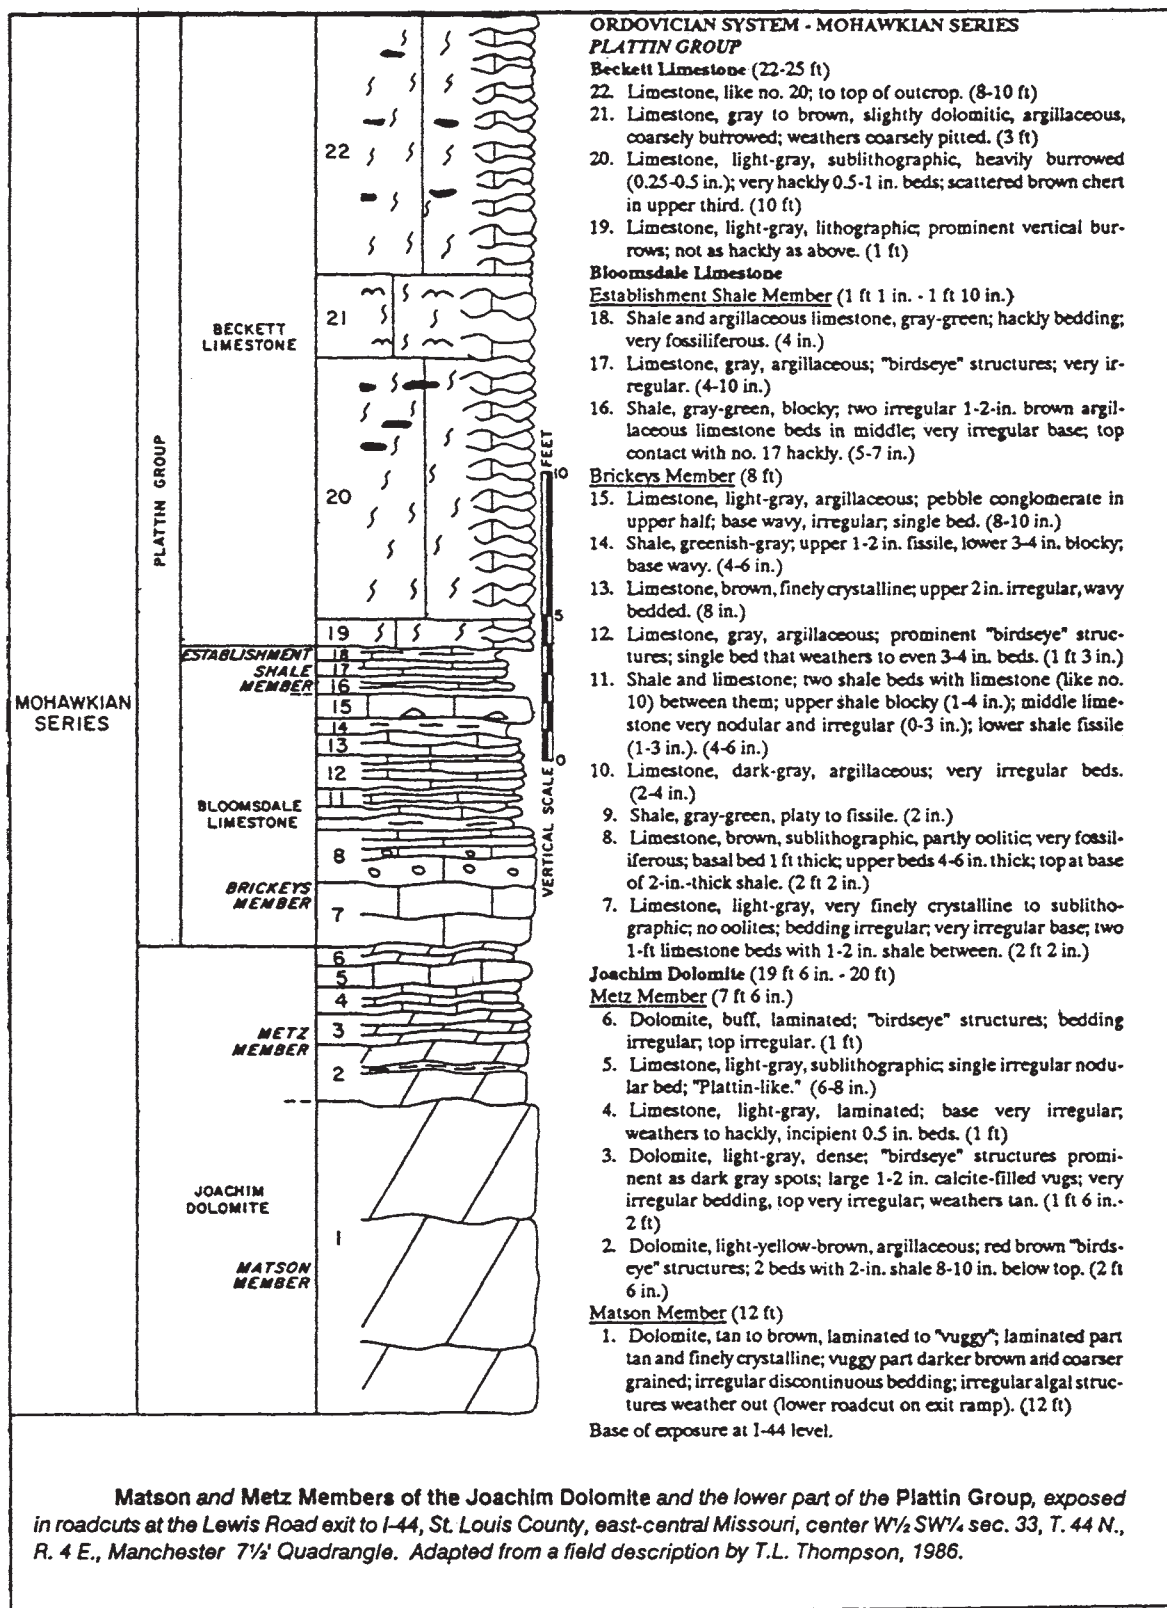 MOHAWKIAN
SERIES
PLATTIN GROUP
BECKETT
LIMESTONE
ESTABLISHMENT
SHALE
MEMBER
BLOOMSDALE
LIMESTONE
BRICKEYS
MEMBER
METZ
MEMBER
JOACHIM
DOLOMITE
MATSON
MEMBER
22
21
20
19
18
17
16
15
14
13
12
11
8
7
6
5
4
3
2
1
VERTICAL SCALE
FEET
10
5
0
ORDOVICIAN SYSTEM - MOHAWKIAN SERIES
PLATTIN GROUP
Beckett Limestone (22-25 ft)
22. Limestone, like no. 20; to top of outcrop. (8-10 ft)
21. Limestone, gray to brown, slightly dolomitic, argillaceous,
coarsely burrowed; weathers coarsely pitted. (3 ft)
20. Limestone, light-gray, sublithographic, heavily burrowed
(0.25-0.5 in.); very hackly 0.5-1 in. beds; scattered brown chert
in upper third. (10 ft)
19. Limestone, light-gray, lithographic; prominent vertical bur-
rows; not as hackly as above. (1 ft)
Bloomsdale Limestone
Establishment Shale Member (1 ft 1 in. - 1 ft 10 in.)
18. Shale and argillaceous limestone, gray-green; hackly bedding;
very fossiliferous. (4 in.)
17. Limestone, gray, argillaceous; "birdseye" structures; very ir-
regular. (4-10 in.)
16. Shale, gray-green, blocky; two irregular 1-2-in. brown argil-
laceous limestone beds in middle; very irregular base; top
contact with no. 17 hackly. (5-7 in.)
Brickeys Member (8 ft)
15. Limestone, light-gray, argillaceous; pebble conglomerate in
upper half; base wavy, irregular; single bed. (8-10 in.)
14. Shale, greenish-gray; upper 1-2 in. fissile, lower 3-4 in. blocky;
base wavy. (4-6 in.)
13. Limestone, brown, finely crystalline; upper 2 in. irregular, wavy
bedded. (8 in.)
12. Limestone, gray, argillaceous; prominent "birdseye" struc-
tures; single bed that weathers to even 3-4 in. beds. (1 ft 3 in.)
11. Shale and limestone; two shale beds with limestone (like no.
10) between them; upper shale blocky (1-4 in.); middle lime-
stone very nodular and irregular (0-3 in.); lower shale fissile
(1-3 in.). (4-6 in.)
10. Limestone, dark-gray, argillaceous; very irregular beds.
(2-4 in.)
9. Shale, gray-green, platy to fissile. (2 in.)
8. Limestone, brown, sublithographic, partly oolitic; very fossil-
iferous; basal bed 1 ft thick; upper beds 4-6 in. thick; top at base
of 2-in.-thick shale. (2 ft 2 in.)
7. Limestone, light-gray, very finely crystalline to sublitho-
graphic; no oolites; bedding irregular; very irregular base; two
1-ft limestone beds with 1-2 in. shale between. (2 ft 2 in.)
Joachim Dolomite (19 ft 6 in. - 20 ft)
Metz Member (7 ft 6 in.)
6. Dolomite, buff, laminated; "birdseye" structures; bedding
irregular; top irregular. (1 ft)
5. Limestone, light-gray, sublithographic; single irregular nodu-
lar bed; "Plattin-like." (6-8 in.)
4. Limestone, light-gray, laminated; base very irregular;
weathers to hackly, incipient 0.5 in. beds. (1 ft)
3. Dolomite, light-gray, dense; "birdseye" structures promi-
nent as dark gray spots; large 1-2 in. calcite-filled vugs; very
irregular bedding, top very irregular; weathers tan. (1 ft 6 in.-
2 ft)
2. Dolomite, light-yellow-brown, argillaceous; red brown "birds-
eye" structures; 2 beds with 2-in. shale 8-10 in. below top. (2 ft
6 in.)
Matson Member (12 ft)
1. Dolomite, tan to brown, laminated to "vuggy"; laminated part
tan and finely crystalline; vuggy part darker brown and coarser
grained; irregular discontinuous bedding; irregular algal struc-
tures weather out (lower roadcut on exit ramp). (12 ft)
Base of exposure at I-44 level.
Matson and Metz Members of the Joachim Dolomite and the lower part of the Plattin Group, exposed
in roadcuts at the Lewis Road exit to I-44, St. Louis County, east-central Missouri, center W½ SW¼ sec. 33, T. 44 N.,
R. 4 E., Manchester 7½' Quadrangle. Adapted from a field description by T.L. Thompson, 1986.